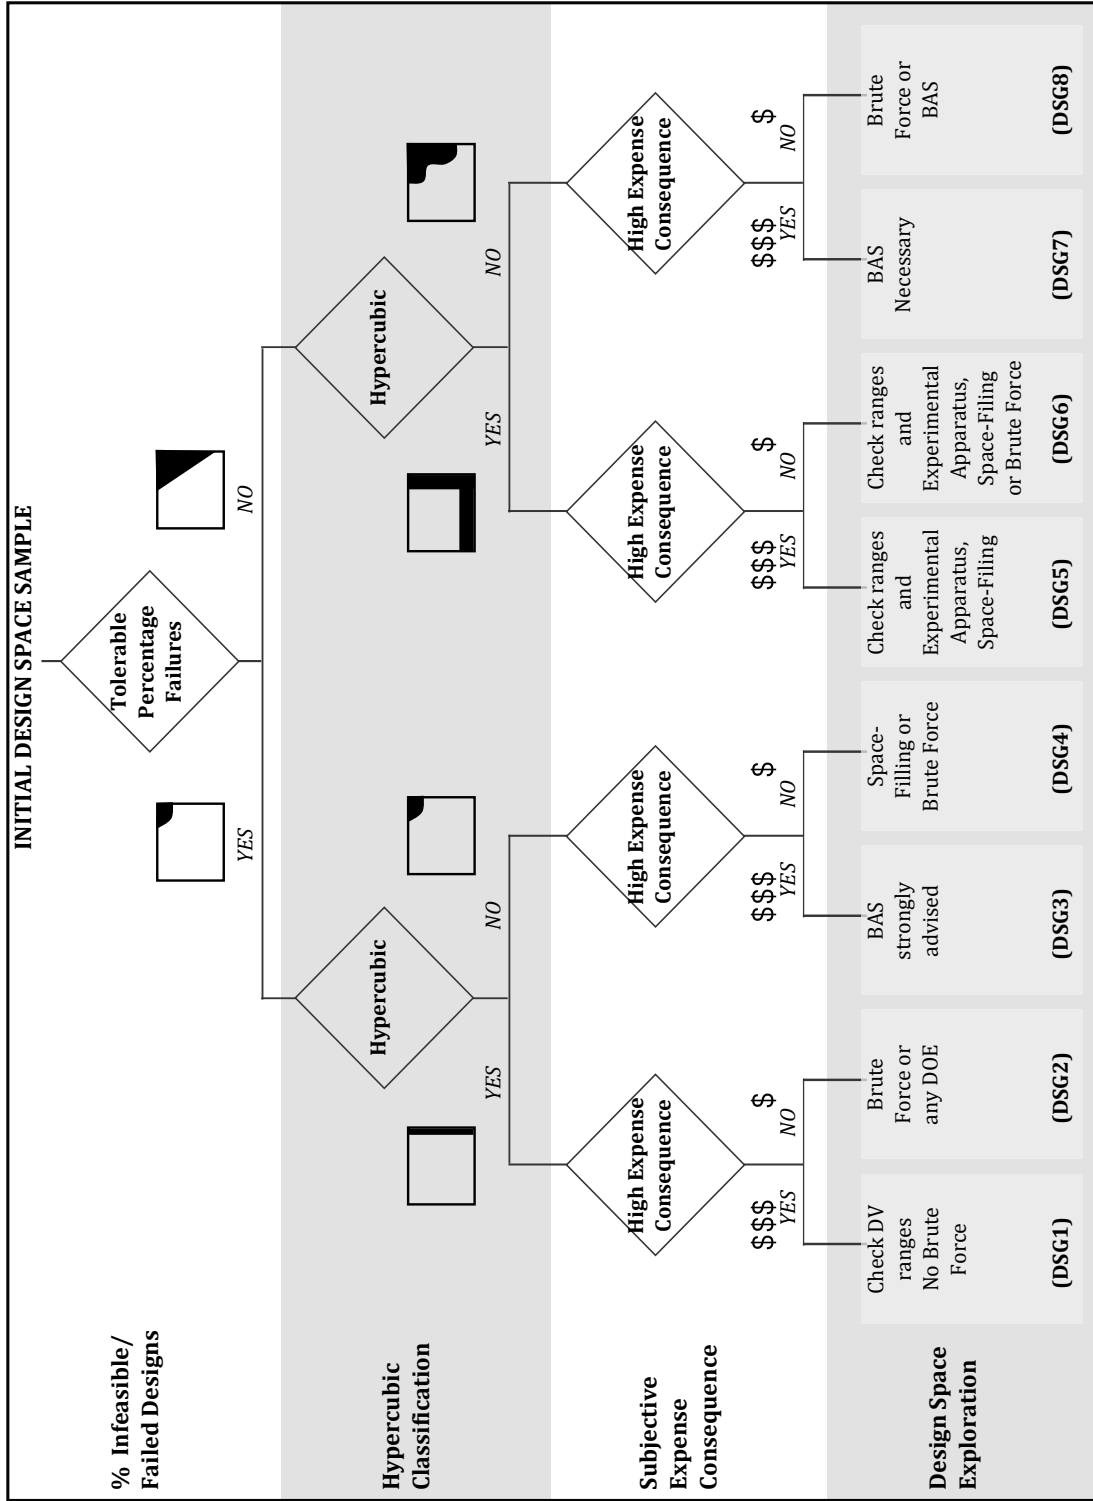 INITIAL DESIGN SPACE SAMPLE
% Infeasible/
Failed Designs
Tolerable
Percentage
Failures
YES
NO
Hypercubic
Classification
Hypercubic
Hypercubic
YES
NO
YES
NO
Subjective
Expense
Consequence
High Expense
Consequence
High Expense
Consequence
High Expense
Consequence
High Expense
Consequence
$$$
YES
$
NO
$$$
YES
$
NO
$$$
YES
$
NO
$$$
YES
$
NO
Design Space
Exploration
Check DV
ranges
No Brute
Force
(DSG1)
Brute
Force or
any DOE
(DSG2)
BAS
strongly
advised
(DSG3)
Space-
Filling or
Brute Force
(DSG4)
Check ranges
and
Experimental
Apparatus,
Space-Filing
(DSG5)
Check ranges
and
Experimental
Apparatus,
Space-Filing
or Brute Force
(DSG6)
BAS
Necessary
(DSG7)
Brute
Force or
BAS
(DSG8)